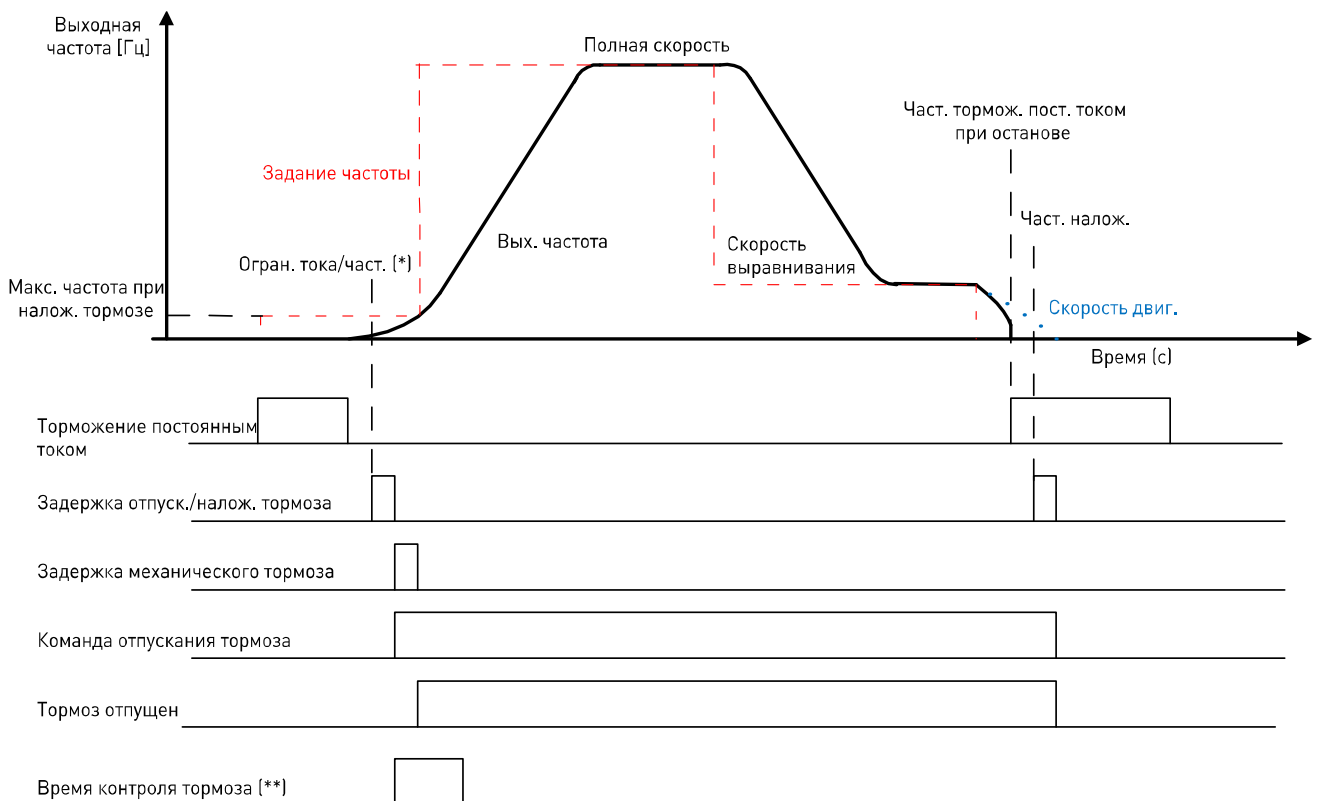 Выходная
частота [Гц]
Полная скорость
Част. тормож. пост. током
при останове
Задание частоты
Част. налож.
Вых. частота
Скорость
выравнивания
Огран. тока/част. (*)
Макс. частота при
налож. тормозе
Скорость двиг.
Время (с)
Торможение постоянным
током
Задержка отпуск./налож. тормоза
Задержка механического тормоза
Команда отпускания тормоза
Тормоз отпущен
Время контроля тормоза (**)